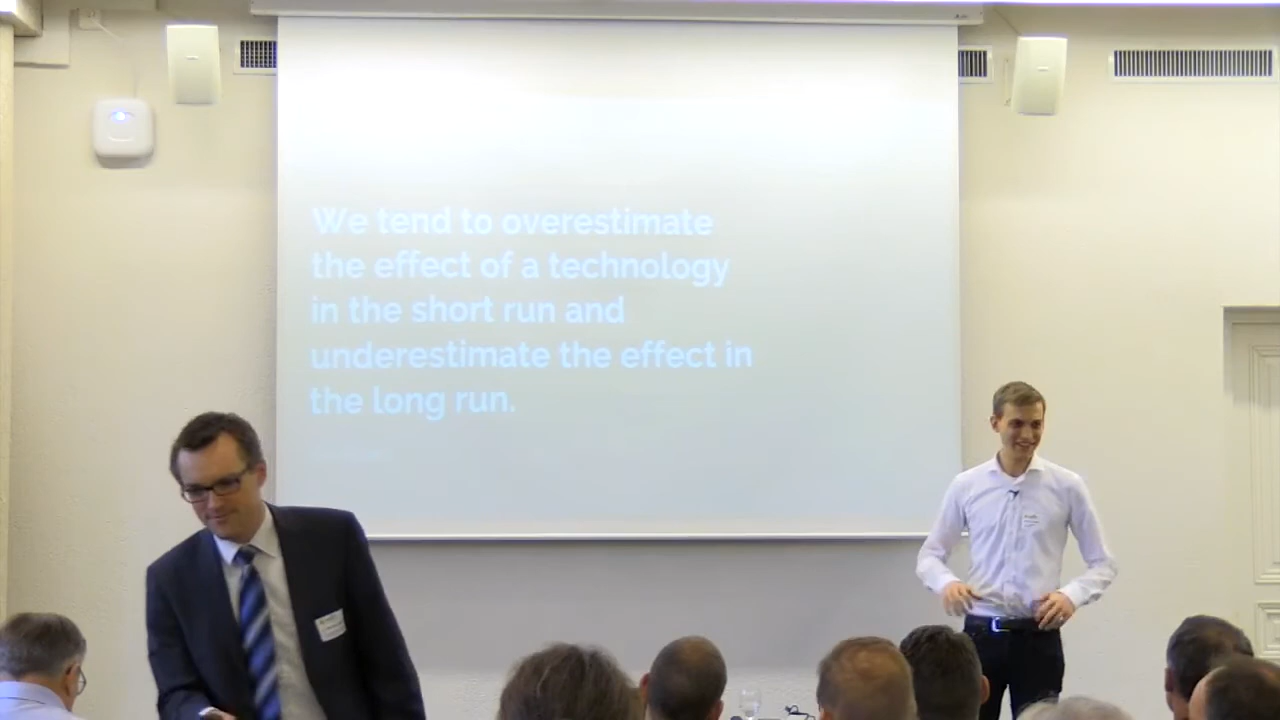 We tend to overestimate
the effect of a technology
in the short run and
underestimate the effect in
the long run.